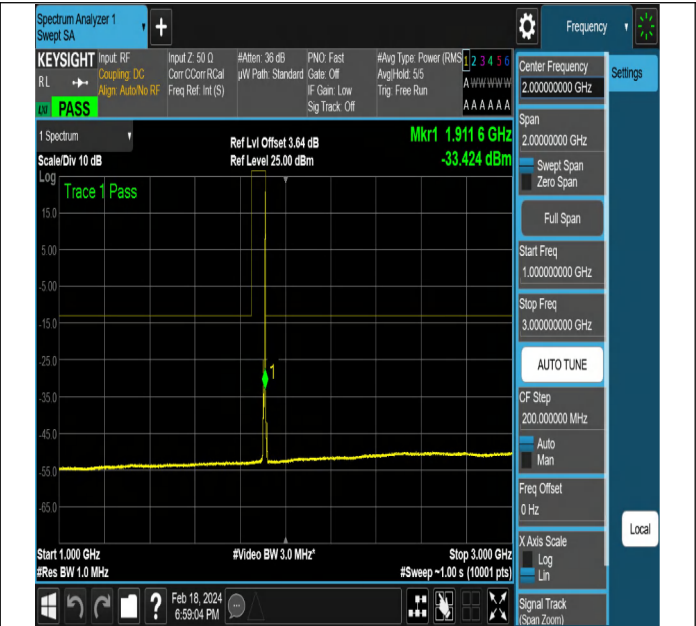 Spectrum Analyzer 1
Swept SA
+
Frequency
KEYSIGHT
RL
PASS
Input: RF
Coupling: DC
Align: Auto/No RF
Input Z: 50 Ω
Corr CCorr RCal
Freq Ref: Int (S)
#Atten: 36 dB
µW Path: Standard
PNO: Fast
Gate: Off
IF Gain: Low
Sig Track: Off
#Avg Type: Power (RMS
Avg|Hold: 5/5
Trig: Free Run
1 2 3 4 5 6
A W W W W W
A A A A A A
1 Spectrum
Scale/Div 10 dB
Ref Lvl Offset 3.64 dB
Ref Level 25.00 dBm
Mkr1 1.911 6 GHz
-33.424 dBm
Log
Trace 1 Pass
15.0
5.00
-5.00
-15.0
-25.0
-35.0
-45.0
-55.0
-65.0
1
Start 1.000 GHz
#Res BW 1.0 MHz
#Video BW 3.0 MHz*
Stop 3.000 GHz
#Sweep ~1.00 s (10001 pts)
Center Frequency
2.000000000 GHz
Settings
Span
2.00000000 GHz
Swept Span
Zero Span
Full Span
Start Freq
1.000000000 GHz
Stop Freq
3.000000000 GHz
AUTO TUNE
CF Step
200.000000 MHz
Auto
Man
Freq Offset
0 Hz
X Axis Scale
Log
Lin
Local
Signal Track
(Span Zoom)
?
Feb 18, 2024
6:59:04 PM